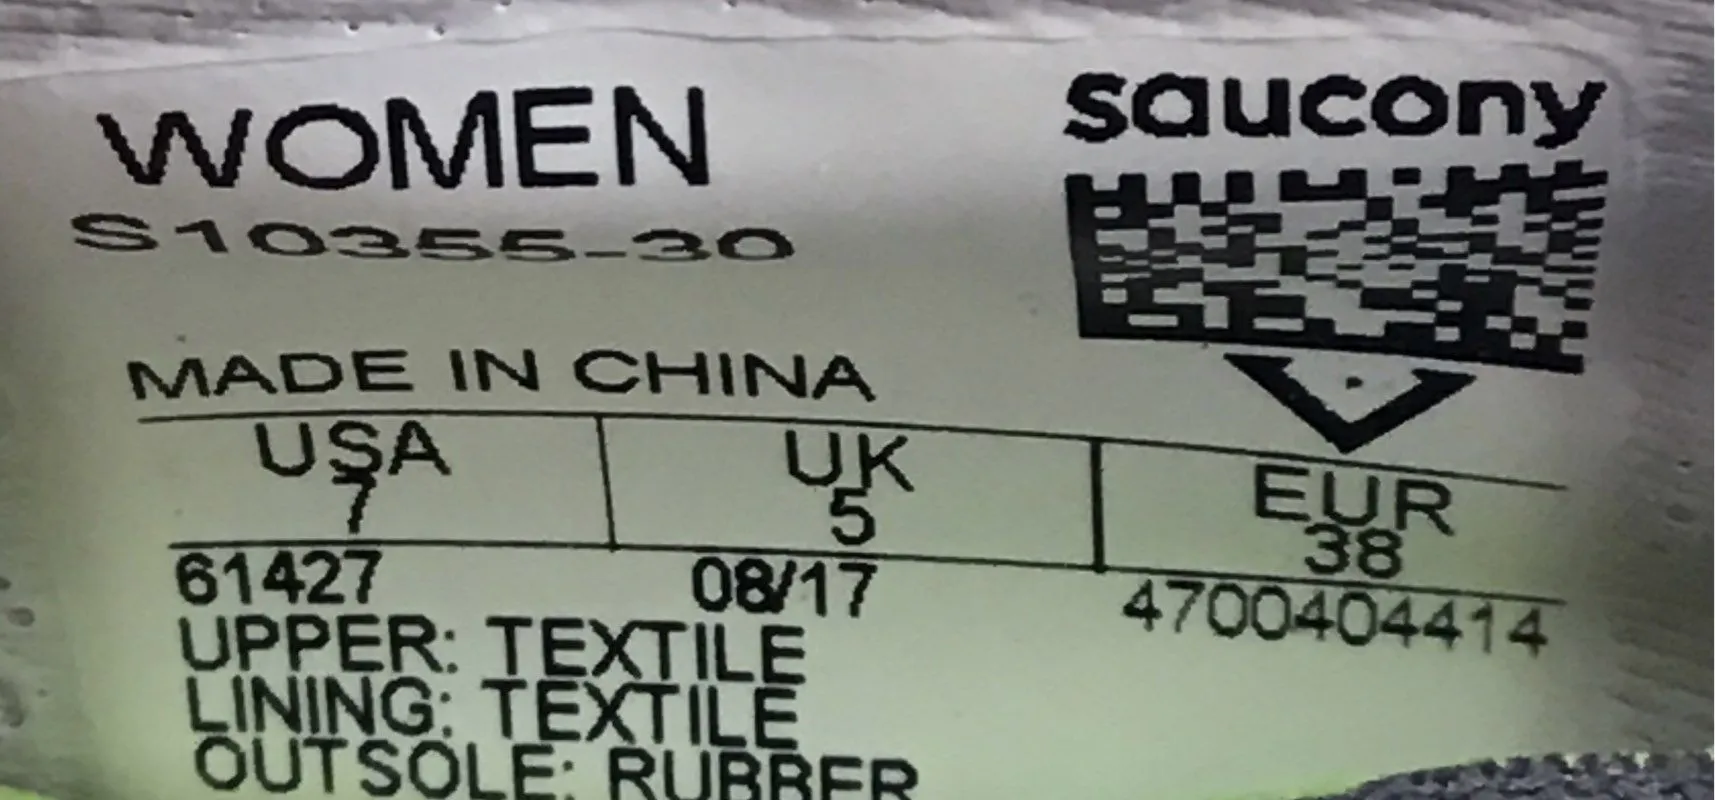 WOMEN
saucony
S10355-30
MADE IN CHINA
USA UK EUR
7 5 38
61427 08/17 4700404414
UPPER: TEXTILE
LINING: TEXTILE
OUTSOLE: RUBBER